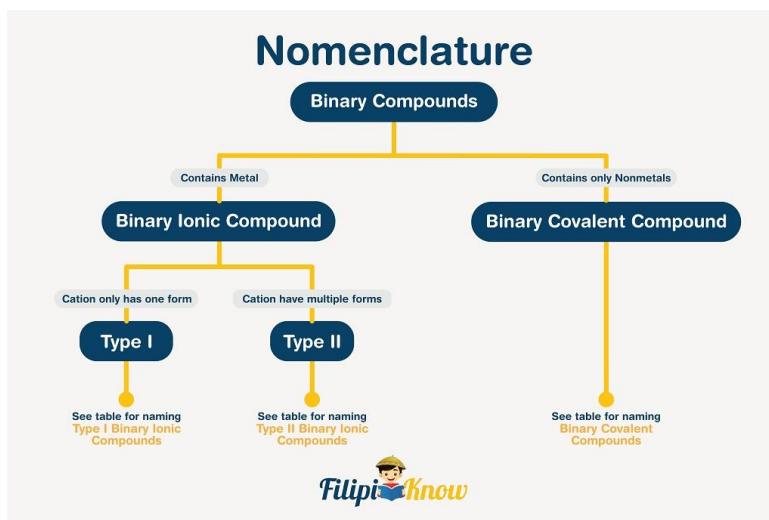 Nomenclature
Binary Compounds
Contains Metal
Contains only Nonmetals
Binary Ionic Compound
Binary Covalent Compound
Cation only has one form
Cation have multiple forms
Type I
Type II
See table for naming
Type I Binary Ionic
Compounds
See table for naming
Type II Binary Ionic
Compounds
See table for naming
Binary Covalent
Compounds
FilipiKnow